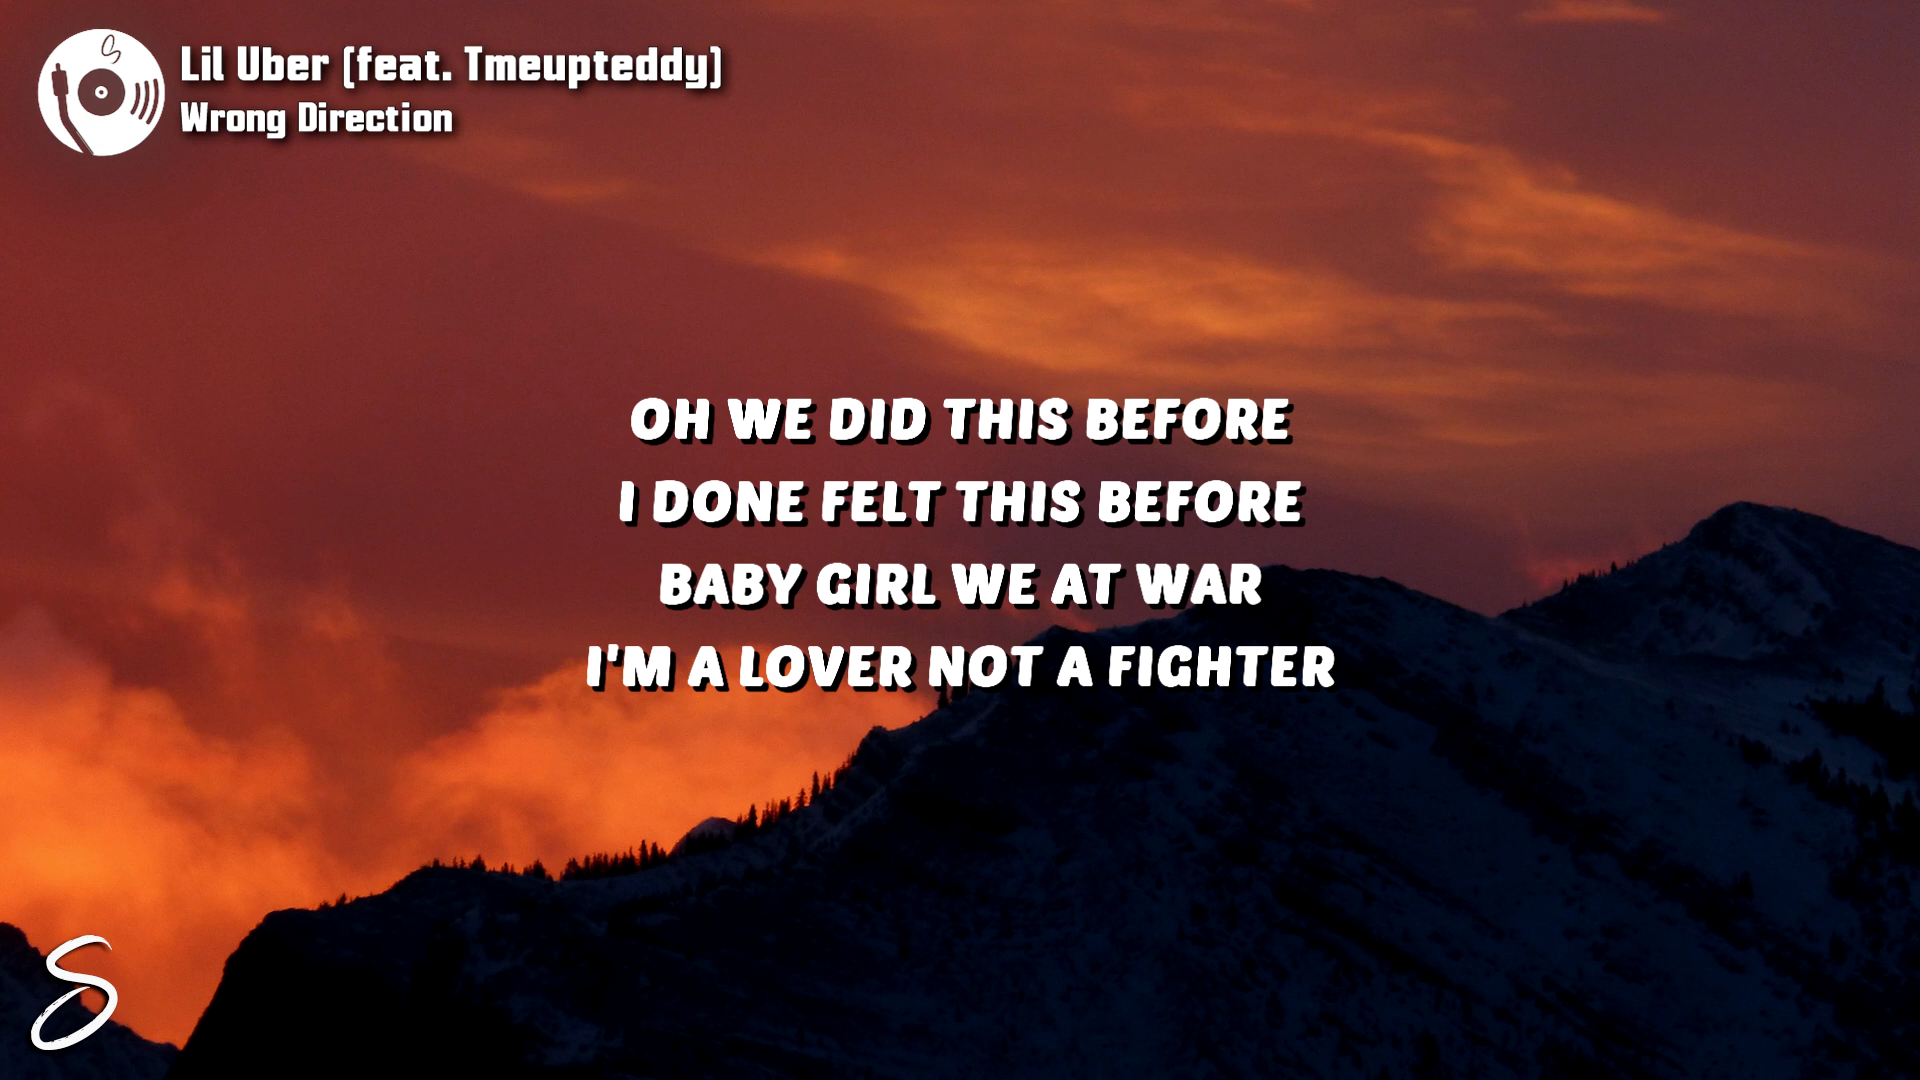 Lil Uber (feat. Tmeupteddy)
Wrong Direction
OH WE DID THIS BEFORE
I DONE FELT THIS BEFORE
BABY GIRL WE AT WAR
I'M A LOVER NOT A FIGHTER
S